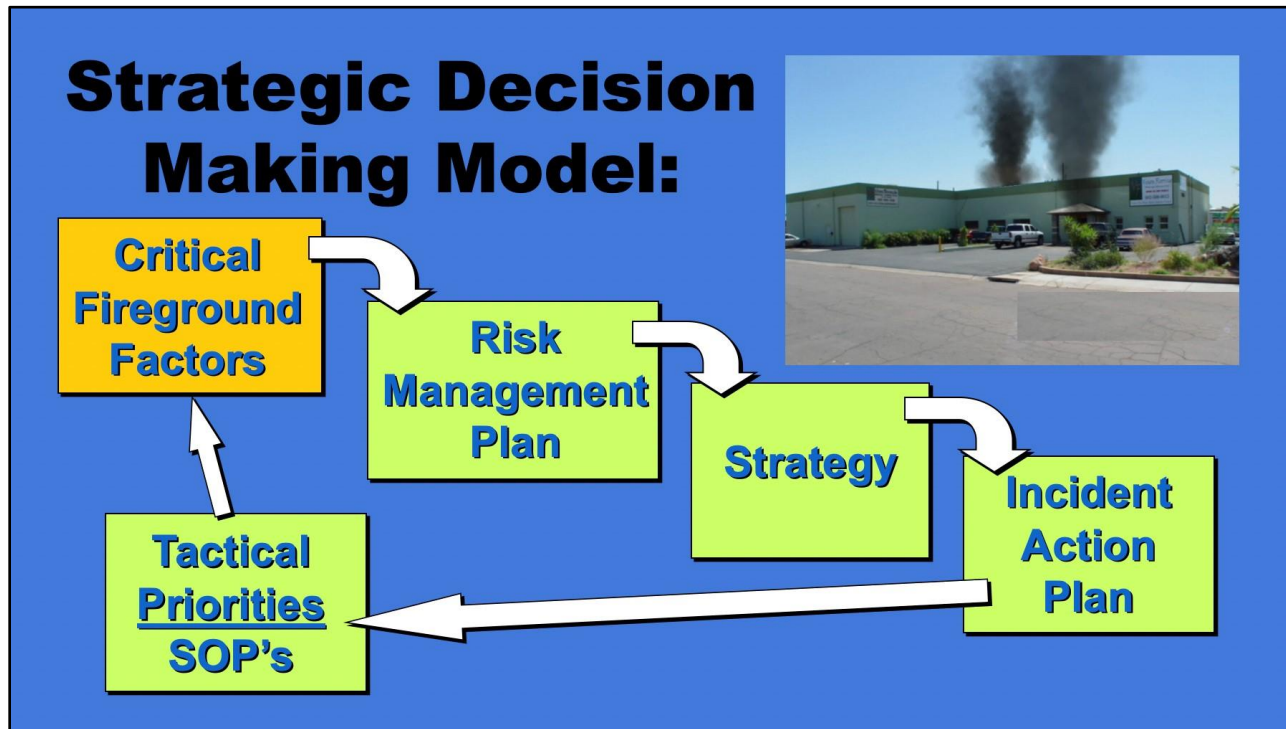 Strategic Decision
Making Model:
Critical
Fireground
Factors
Risk
Management
Plan
Strategy
Incident
Action
Plan
Tactical
Priorities
SOP's